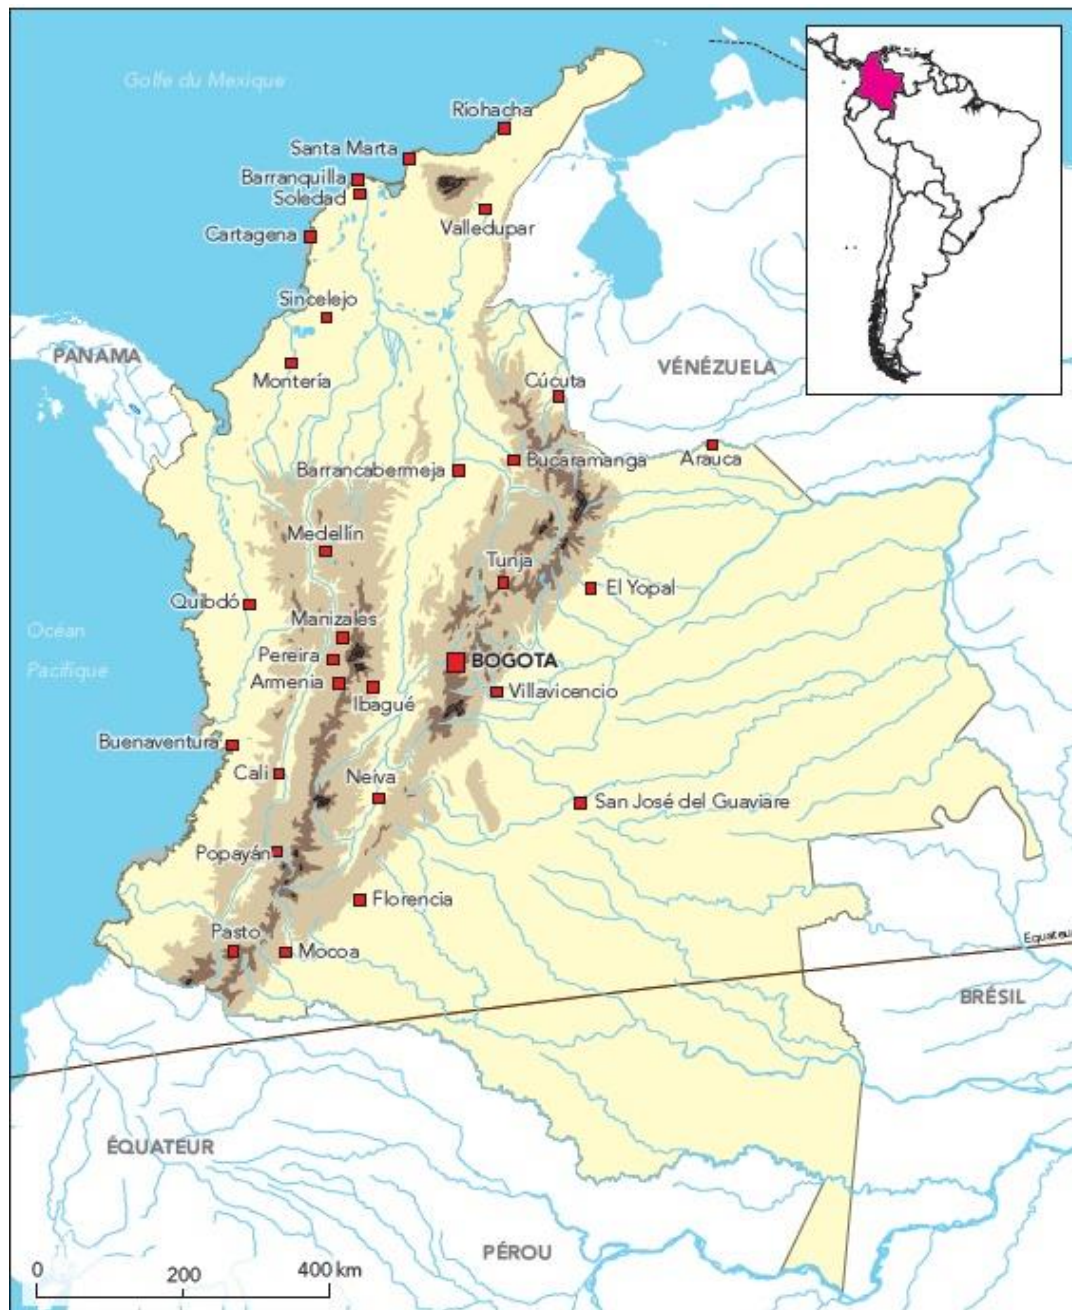 Golfe du Mexique
Ríohacha
Santa Marta
Barranquilla
Soledad
Valledupar
Cartagena
Sincelejo
PANAMA
VÉNÉZUELA
Montería
Cúcuta
Bucaramanga
Arauca
Barrancabermeja
Medellín
Tunja
El Yopal
Quibdó
Manizales
Océan
Pacifique
Pereira
BOGOTA
Armenia
Villavicencio
Ibagué
Buenaventura
Cali
Neiva
San José del Guaviare
Popayán
Florencia
Pasto
Mocoa
Equateur
BRÉSIL
ÉQUATEUR
PÉROU
0 200 400 km